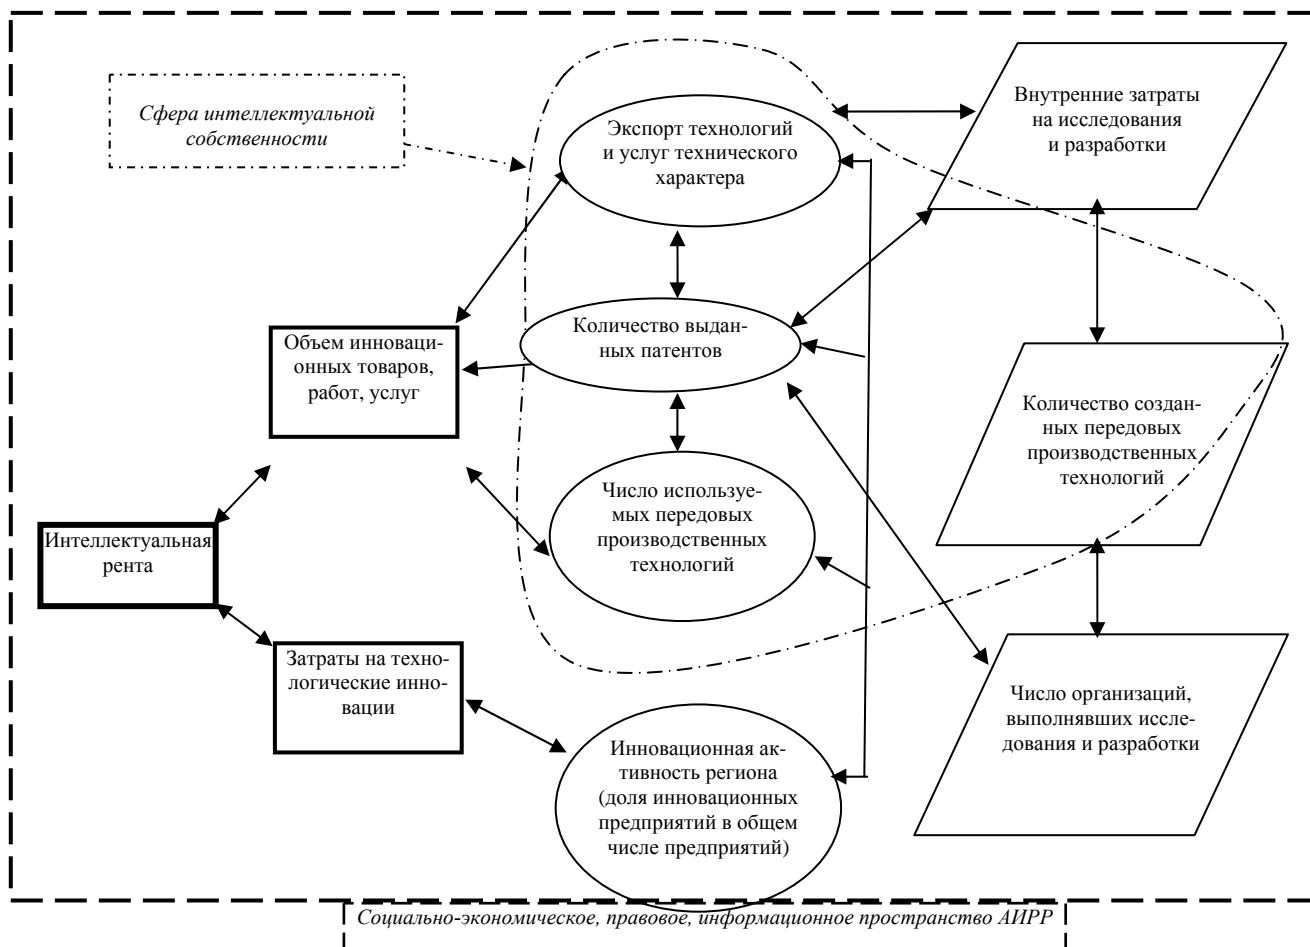 Сфера интеллектуальной
собственности
Экспорт технологий
и услуг технического
характера
Внутренние затраты
на исследования
и разработки
Объем инноваци-
онных товаров,
работ, услуг
Количество выдан-
ных патентов
Количество создан-
ных передовых
производственных
технологий
Число используе-
мых передовых
производственных
технологий
Интеллектуальная
рента
Затраты на техно-
логические инно-
вации
Число организаций,
выполнявших иссле-
дования и разработки
Инновационная ак-
тивность региона
(доля инновационных
предприятий в общем
числе предприятий)
Социально-экономическое, правовое, информационное пространство АИРР